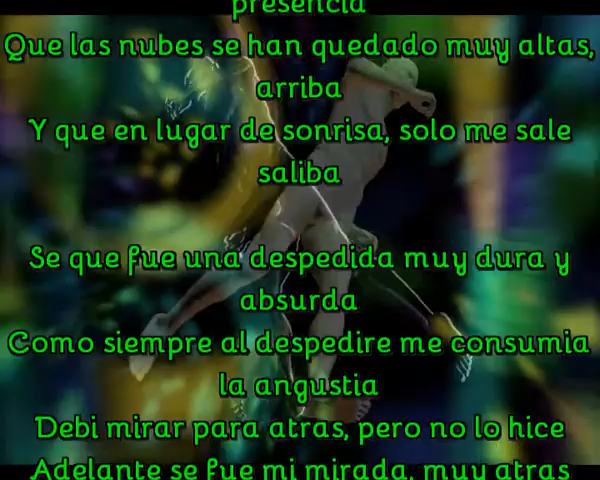 presencia
Que las nubes se han quedado muy altas,
arriba
Y que en lugar de sonrisa, solo me sale
saliba
Se que fue una despedida muy dura y
absurda
Como siempre al despedire me consumia
la angustia
Debi mirar para atras, pero no lo hice
Adelante se fue mi mirada, muy atras